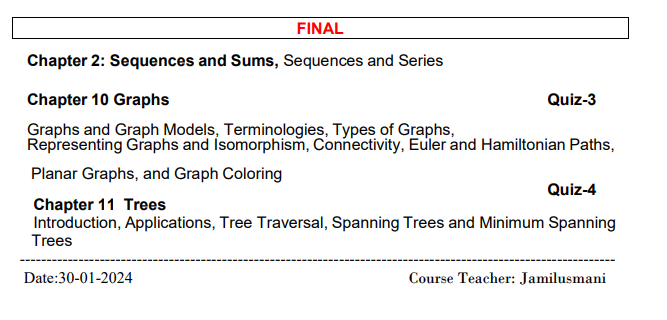 FINAL
Chapter 2: Sequences and Sums, Sequences and Series
Chapter 10 Graphs Quiz-3
Graphs and Graph Models, Terminologies, Types of Graphs,
Representing Graphs and Isomorphism, Connectivity, Euler and Hamiltonian Paths,
Planar Graphs, and Graph Coloring
Quiz-4
Chapter 11 Trees
Introduction, Applications, Tree Traversal, Spanning Trees and Minimum Spanning
Trees
Date:30-01-2024 Course Teacher: Jamilusmani